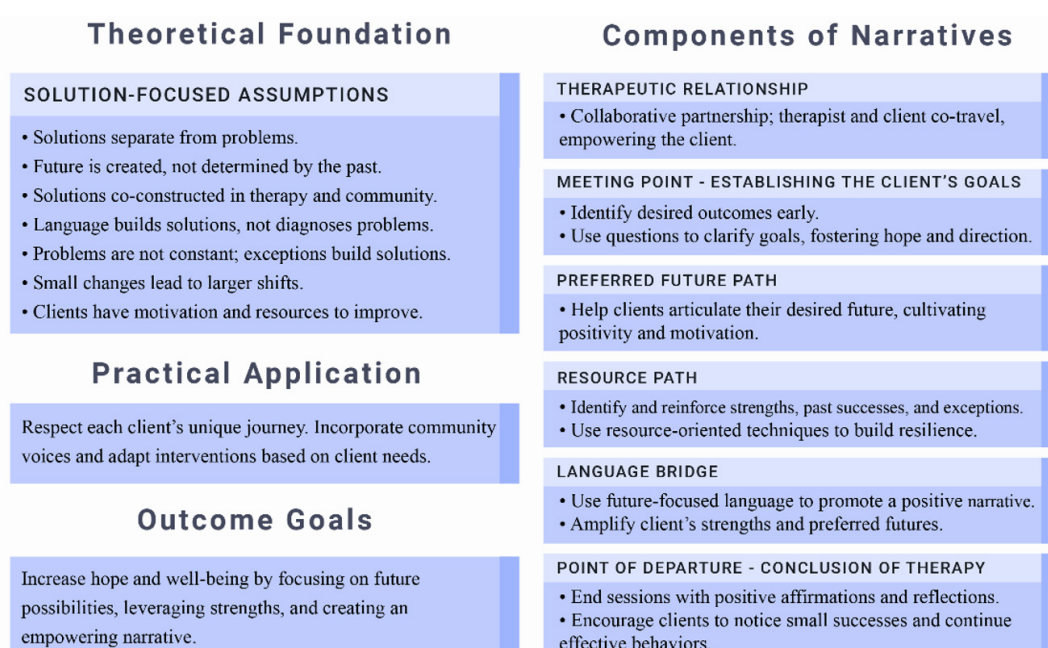 Theoretical Foundation
SOLUTION-FOCUSED ASSUMPTIONS
• Solutions separate from problems.
• Future is created, not determined by the past.
• Solutions co-constructed in therapy and community.
• Language builds solutions, not diagnoses problems.
• Problems are not constant; exceptions build solutions.
• Small changes lead to larger shifts.
• Clients have motivation and resources to improve.
Practical Application
Respect each client’s unique journey. Incorporate community
voices and adapt interventions based on client needs.
Outcome Goals
Increase hope and well-being by focusing on future
possibilities, leveraging strengths, and creating an
empowering narrative.
Components of Narratives
THERAPEUTIC RELATIONSHIP
• Collaborative partnership; therapist and client co-travel,
empowering the client.
MEETING POINT - ESTABLISHING THE CLIENT’S GOALS
• Identify desired outcomes early.
• Use questions to clarify goals, fostering hope and direction.
PREFERRED FUTURE PATH
• Help clients articulate their desired future, cultivating
positivity and motivation.
RESOURCE PATH
• Identify and reinforce strengths, past successes, and exceptions.
• Use resource-oriented techniques to build resilience.
LANGUAGE BRIDGE
• Use future-focused language to promote a positive narrative.
• Amplify client’s strengths and preferred futures.
POINT OF DEPARTURE - CONCLUSION OF THERAPY
• End sessions with positive affirmations and reflections.
• Encourage clients to notice small successes and continue
effective behaviors